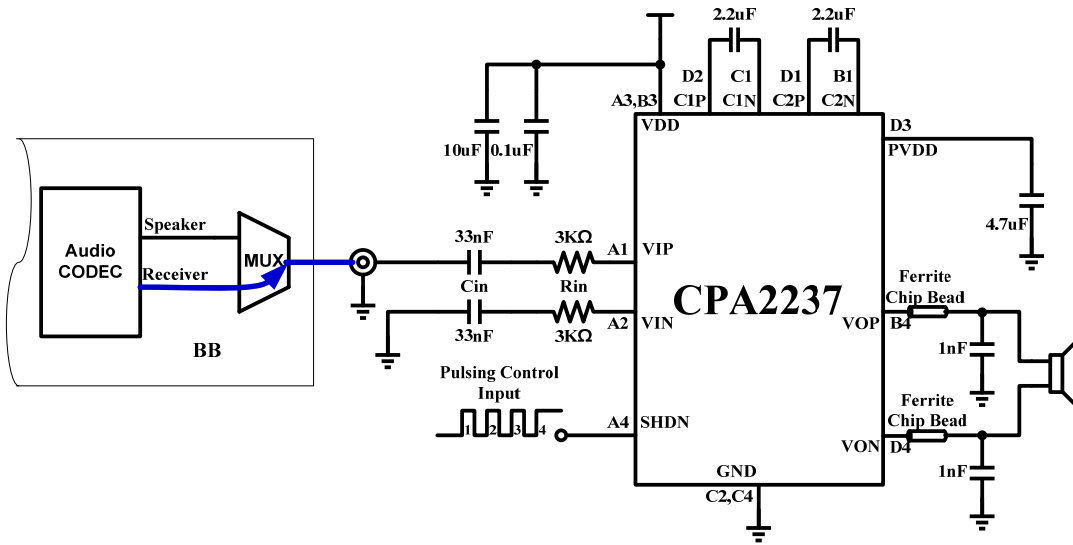 2.2uF
2.2uF
D2 C1 D1 B1
A3,B3 C1P C1N C2P C2N
VDD
D3
PVDD
10uF 0.1uF
4.7uF
Audio
CODEC
Speaker
Receiver
MUX
BB
33nF 3KΩ
A1 VIP
Cin Rin
A2 VIN
33nF 3KΩ
CPA2237
Ferrite
Chip Bead
VOP B4
1nF
Pulsing Control
Input
1 2 3 4
A4 SHDN
Ferrite
Chip Bead
VON D4
1nF
GND
C2,C4